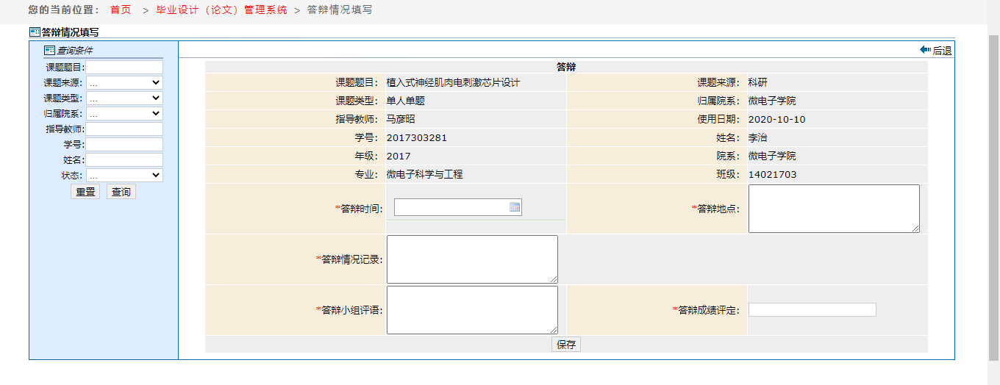 您的当前位置： 首页 > 毕业设计（论文）管理系统 > 答辩情况填写
答辩情况填写
查询条件
课题题目:
课题来源: ...
课题类型: ...
归属院系: ...
指导教师:
学号:
姓名:
状态: ...
重置 查询
后退
答辩
课题题目: 植入式神经肌肉电刺激芯片设计 课题来源: 科研
课题类型: 单人单题 归属院系: 微电子学院
指导教师: 马彦昭 使用日期: 2020-10-10
学号: 2017303281 姓名: 李治
年级: 2017 院系: 微电子学院
专业: 微电子科学与工程 班级: 14021703
*答辩时间: *答辩地点:
*答辩情况记录:
*答辩小组评语: *答辩成绩评定:
保存